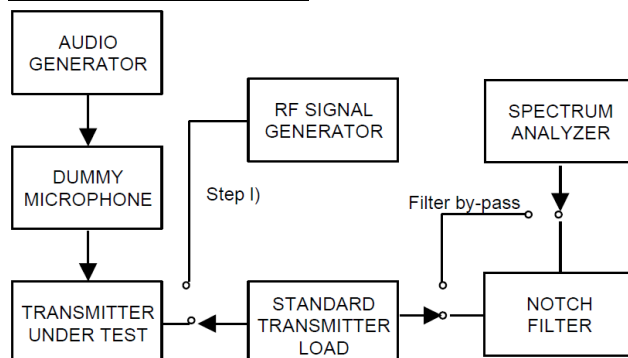 AUDIO
GENERATOR
RF SIGNAL
GENERATOR
SPECTRUM
ANALYZER
DUMMY
MICROPHONE
Step I)
Filter by-pass
TRANSMITTER
UNDER TEST
STANDARD
TRANSMITTER
LOAD
NOTCH
FILTER